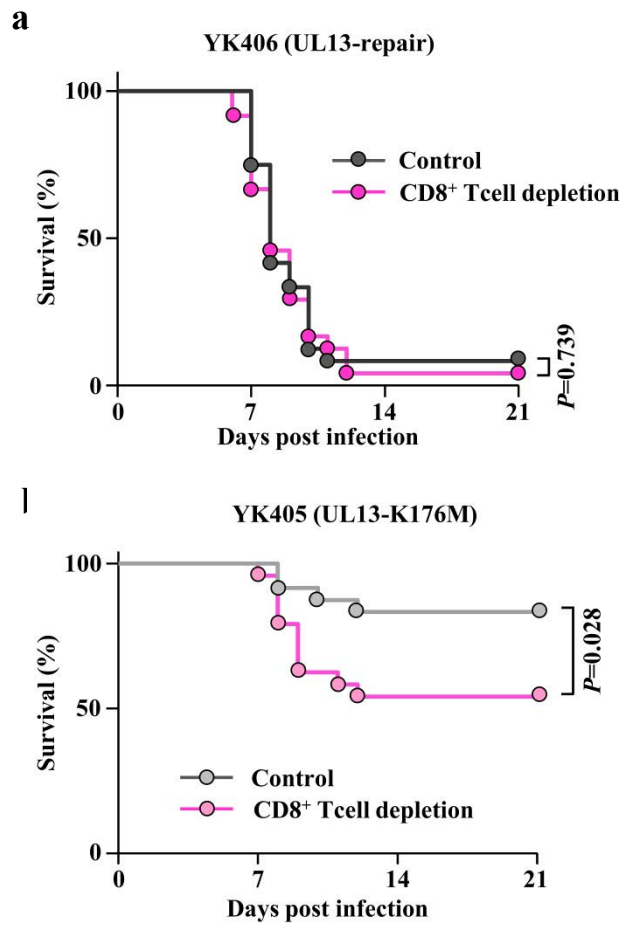 a
YK406 (UL13-repair)
100
50
0
Survival (%)
Control
CD8⁺ Tcell depletion
P=0.739
0 7 14 21
Days post infection
YK405 (UL13-K176M)
100
50
0
Survival (%)
P=0.028
Control
CD8⁺ Tcell depletion
0 7 14 21
Days post infection